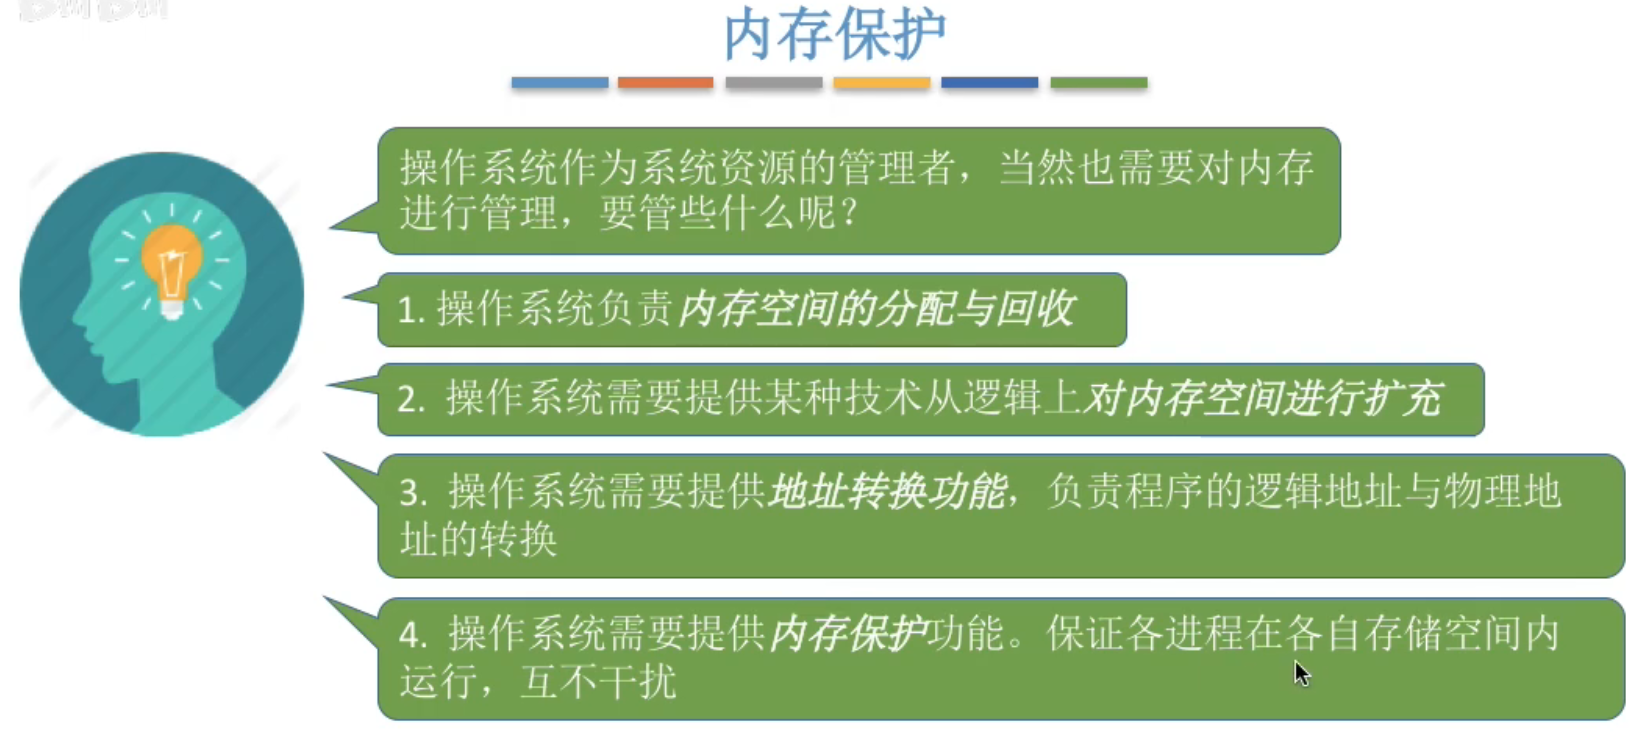 内存保护
操作系统作为系统资源的管理者，当然也需要对内存
进行管理，要管些什么呢？
1. 操作系统负责内存空间的分配与回收
2. 操作系统需要提供某种技术从逻辑上对内存空间进行扩充
3. 操作系统需要提供地址转换功能，负责程序的逻辑地址与物理地
址的转换
4. 操作系统需要提供内存保护功能。保证各进程在各自存储空间内
运行，互不干扰